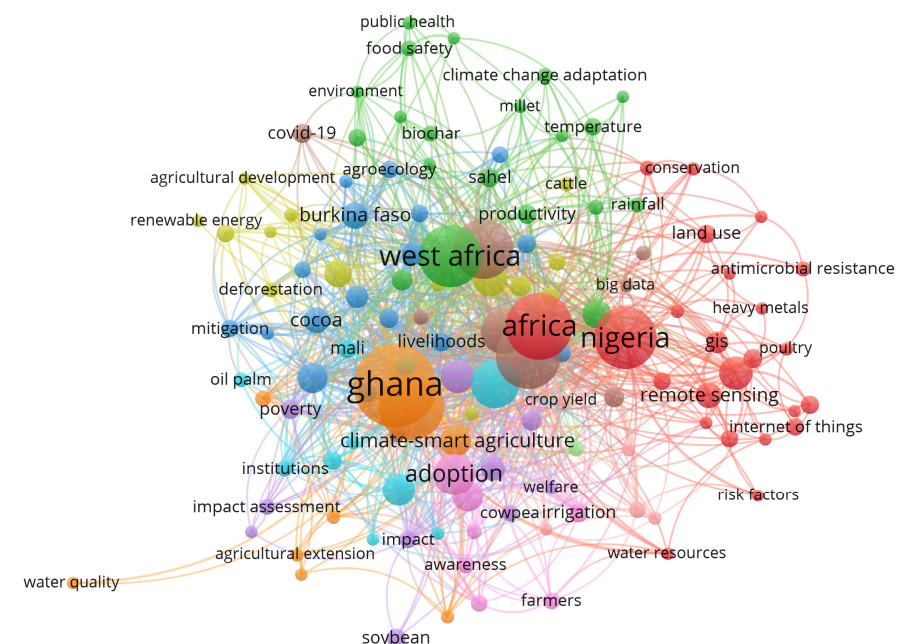 public health
food safety
climate change adaptation
environment
millet
temperature
covid-19
biochar
agroecology
conservation
agricultural development
sahel
cattle
rainfall
renewable energy
burkina faso
productivity
land use
west africa
antimicrobial resistance
deforestation
big data
heavy metals
cocoa
africa
mitigation
nigeria
livelihoods
gis
mali
poultry
oil palm
ghana
crop yield
remote sensing
poverty
internet of things
climate-smart agriculture
institutions
adoption
welfare
risk factors
impact assessment
cowpea
irrigation
impact
agricultural extension
water resources
awareness
water quality
farmers
soybean